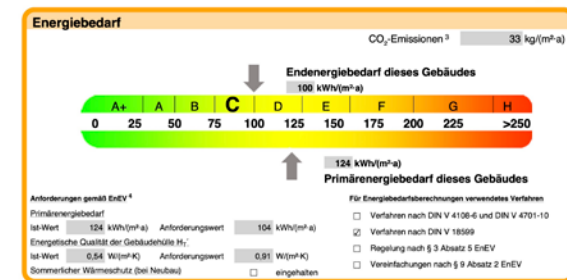 Energiebedarf
CO₂-Emissionen ³ 33 kg/(m²·a)
Endenergiebedarf dieses Gebäudes
100 kWh/(m²·a)
A+ A B C D E F G H
0 25 50 75 100 125 150 175 200 225 >250
124 kWh/(m²·a)
Primärenergiebedarf dieses Gebäudes
Anforderungen gemäß EnEV ⁴
Primärenergiebedarf
Ist-Wert 124 kWh/(m²·a) Anforderungswert 104 kWh/(m²·a)
Energetische Qualität der Gebäudehülle H_T'
Ist-Wert 0,54 W/(m²·K) Anforderungswert 0,91 W/(m²·K)
Sommerlicher Wärmeschutz (bei Neubau) ☐ eingehalten
Für Energiebedarfsberechnungen verwendetes Verfahren
☐ Verfahren nach DIN V 4108-6 und DIN V 4701-10
☑ Verfahren nach DIN V 18599
☐ Regelung nach § 3 Absatz 5 EnEV
☐ Vereinfachungen nach § 9 Absatz 2 EnEV